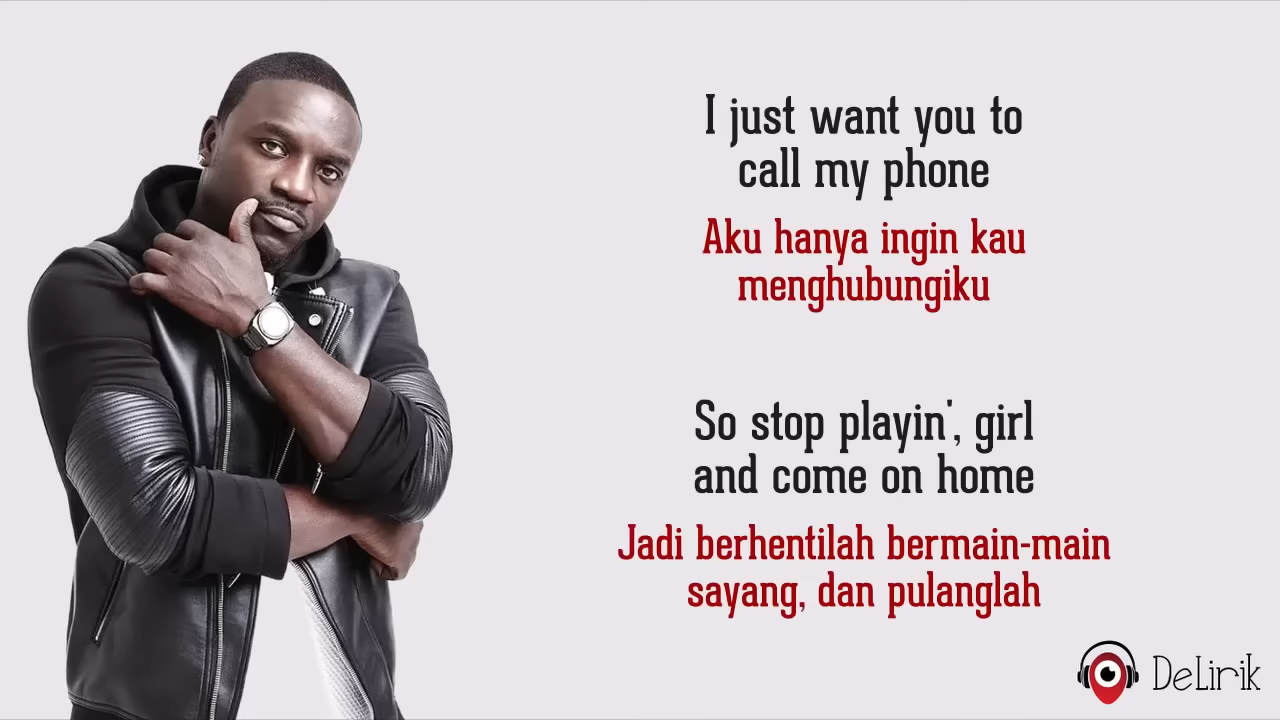 I just want you to
call my phone
Aku hanya ingin kau
menghubungiku
So stop playin', girl
and come on home
Jadi berhentilah bermain-main
sayang, dan pulanglah
DeLirik